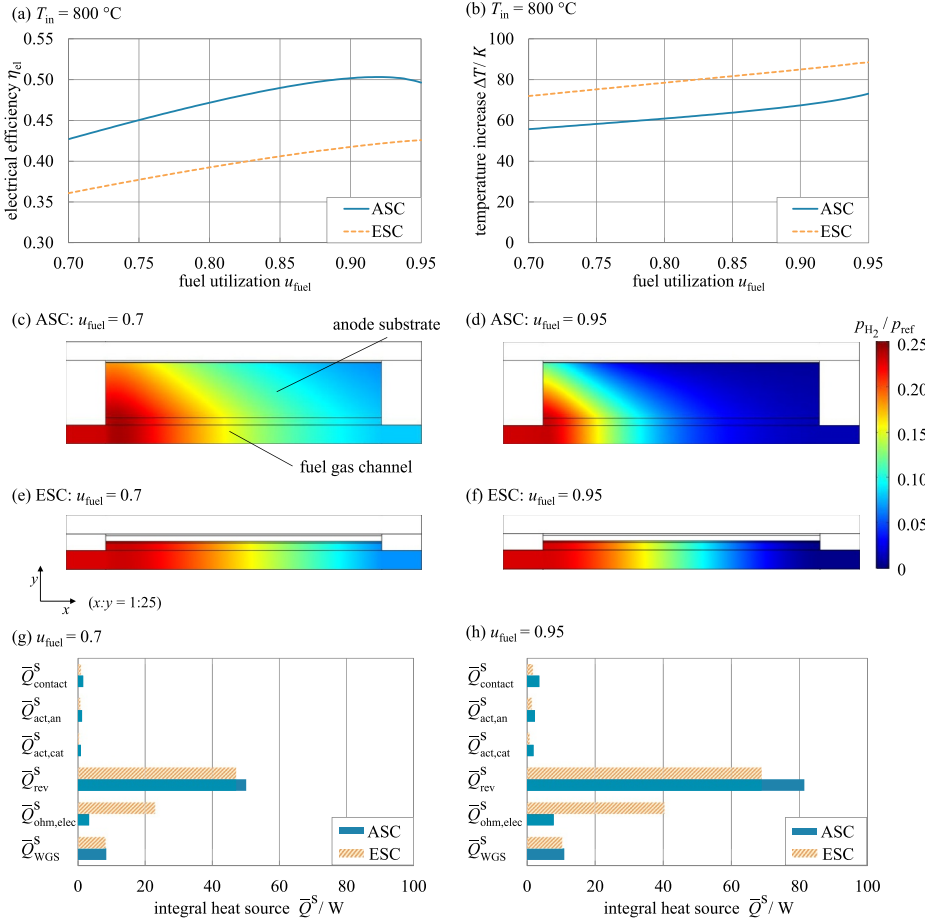 (a) T_in = 800 °C
electrical efficiency η_el
0.55
0.50
0.45
0.40
0.35
0.30
ASC
ESC
0.70 0.75 0.80 0.85 0.90 0.95
fuel utilization u_fuel
(b) T_in = 800 °C
temperature increase ΔT/ K
100
80
60
40
20
0
ASC
ESC
0.70 0.75 0.80 0.85 0.90 0.95
fuel utilization u_fuel
(c) ASC: u_fuel = 0.7
anode substrate
fuel gas channel
(d) ASC: u_fuel = 0.95
p_H2 / p_ref
0.25
0.20
0.15
0.10
0.05
0
(e) ESC: u_fuel = 0.7
(f) ESC: u_fuel = 0.95
y
x
(x:y = 1:25)
(g) u_fuel = 0.7
Q̅^S_contact
Q̅^S_act,an
Q̅^S_act,cat
Q̅^S_rev
Q̅^S_ohm,elec
Q̅^S_WGS
ASC
ESC
0 20 40 60 80 100
integral heat source Q̅^S / W
(h) u_fuel = 0.95
Q̅^S_contact
Q̅^S_act,an
Q̅^S_act,cat
Q̅^S_rev
Q̅^S_ohm,elec
Q̅^S_WGS
ASC
ESC
0 20 40 60 80 100
integral heat source Q̅^S / W